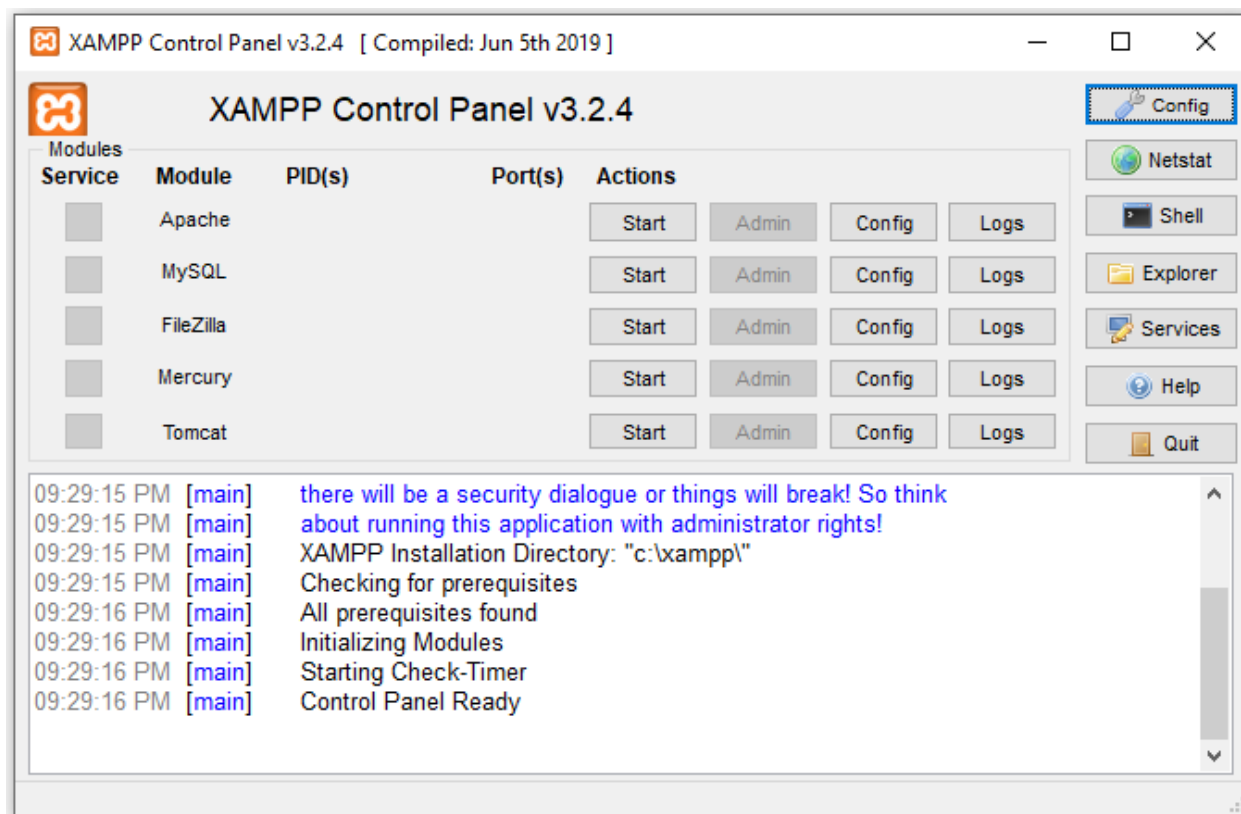 XAMPP Control Panel v3.2.4 [ Compiled: Jun 5th 2019 ]
XAMPP Control Panel v3.2.4
Config
Modules
Service Module PID(s) Port(s) Actions
Netstat
Apache Start Admin Config Logs
Shell
MySQL Start Admin Config Logs
Explorer
FileZilla Start Admin Config Logs
Services
Mercury Start Admin Config Logs
Help
Tomcat Start Admin Config Logs
Quit
09:29:15 PM [main] there will be a security dialogue or things will break! So think
09:29:15 PM [main] about running this application with administrator rights!
09:29:15 PM [main] XAMPP Installation Directory: "c:\xampp\"
09:29:15 PM [main] Checking for prerequisites
09:29:16 PM [main] All prerequisites found
09:29:16 PM [main] Initializing Modules
09:29:16 PM [main] Starting Check-Timer
09:29:16 PM [main] Control Panel Ready